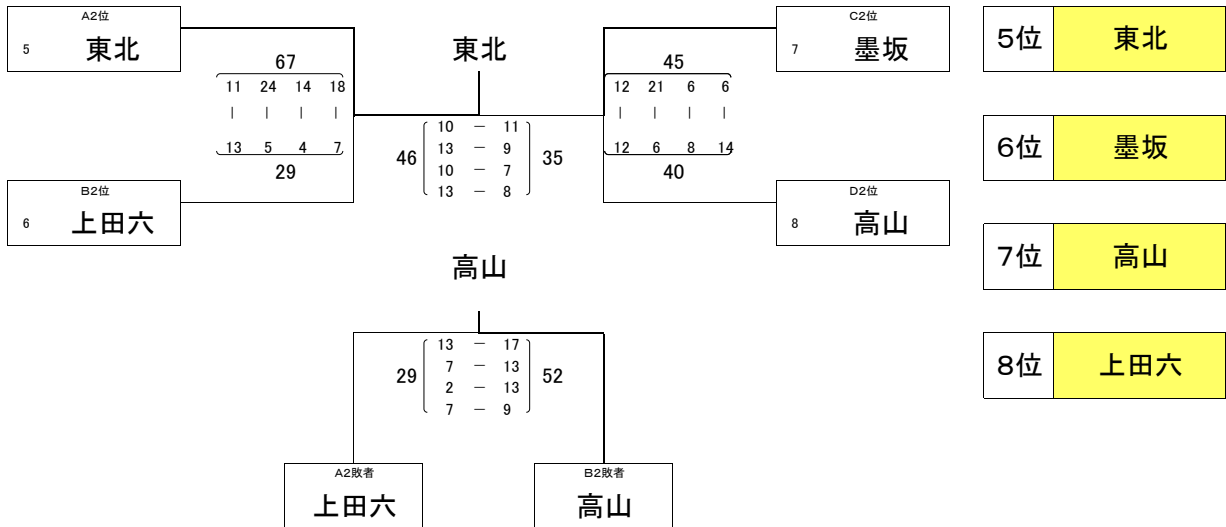 A2位
5 東北
C2位
7 墨坂
5位 東北
東北
67
11 24 14 18
| | | |
13 5 4 7
29
45
12 21 6 6
| | | |
12 6 8 14
40
46
10 － 11
13 － 9
10 － 7
13 － 8
35
6位 墨坂
B2位
6 上田六
D2位
8 高山
7位 高山
高山
29
13 － 17
7 － 13
2 － 13
7 － 9
52
8位 上田六
A2敗者
上田六
B2敗者
高山